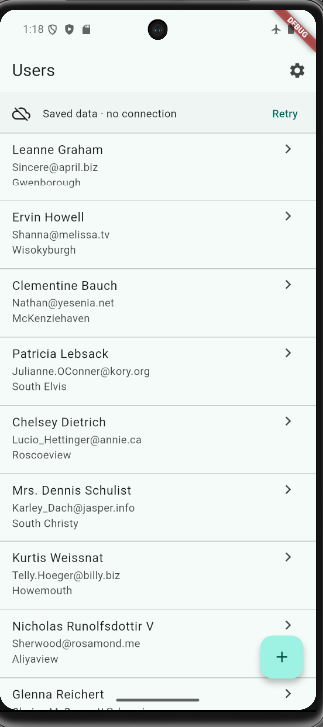 1:18
DEBUG
Users
Saved data · no connection
Retry
Leanne Graham
Sincere@april.biz
Gwenborough
Ervin Howell
Shanna@melissa.tv
Wisokyburgh
Clementine Bauch
Nathan@yesenia.net
McKenziehaven
Patricia Lebsack
Julianne.OConner@kory.org
South Elvis
Chelsey Dietrich
Lucio_Hettinger@annie.ca
Roscoeview
Mrs. Dennis Schulist
Karley_Dach@jasper.info
South Christy
Kurtis Weissnat
Telly.Hoeger@billy.biz
Howemouth
Nicholas Runolfsdottir V
Sherwood@rosamond.me
Aliyaview
+
Glenna Reichert